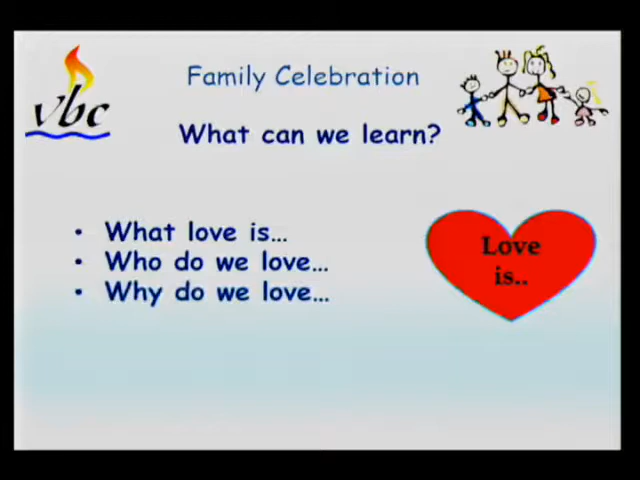 vbc
Family Celebration
What can we learn?
• What love is...
• Who do we love...
• Why do we love...
Love
is..